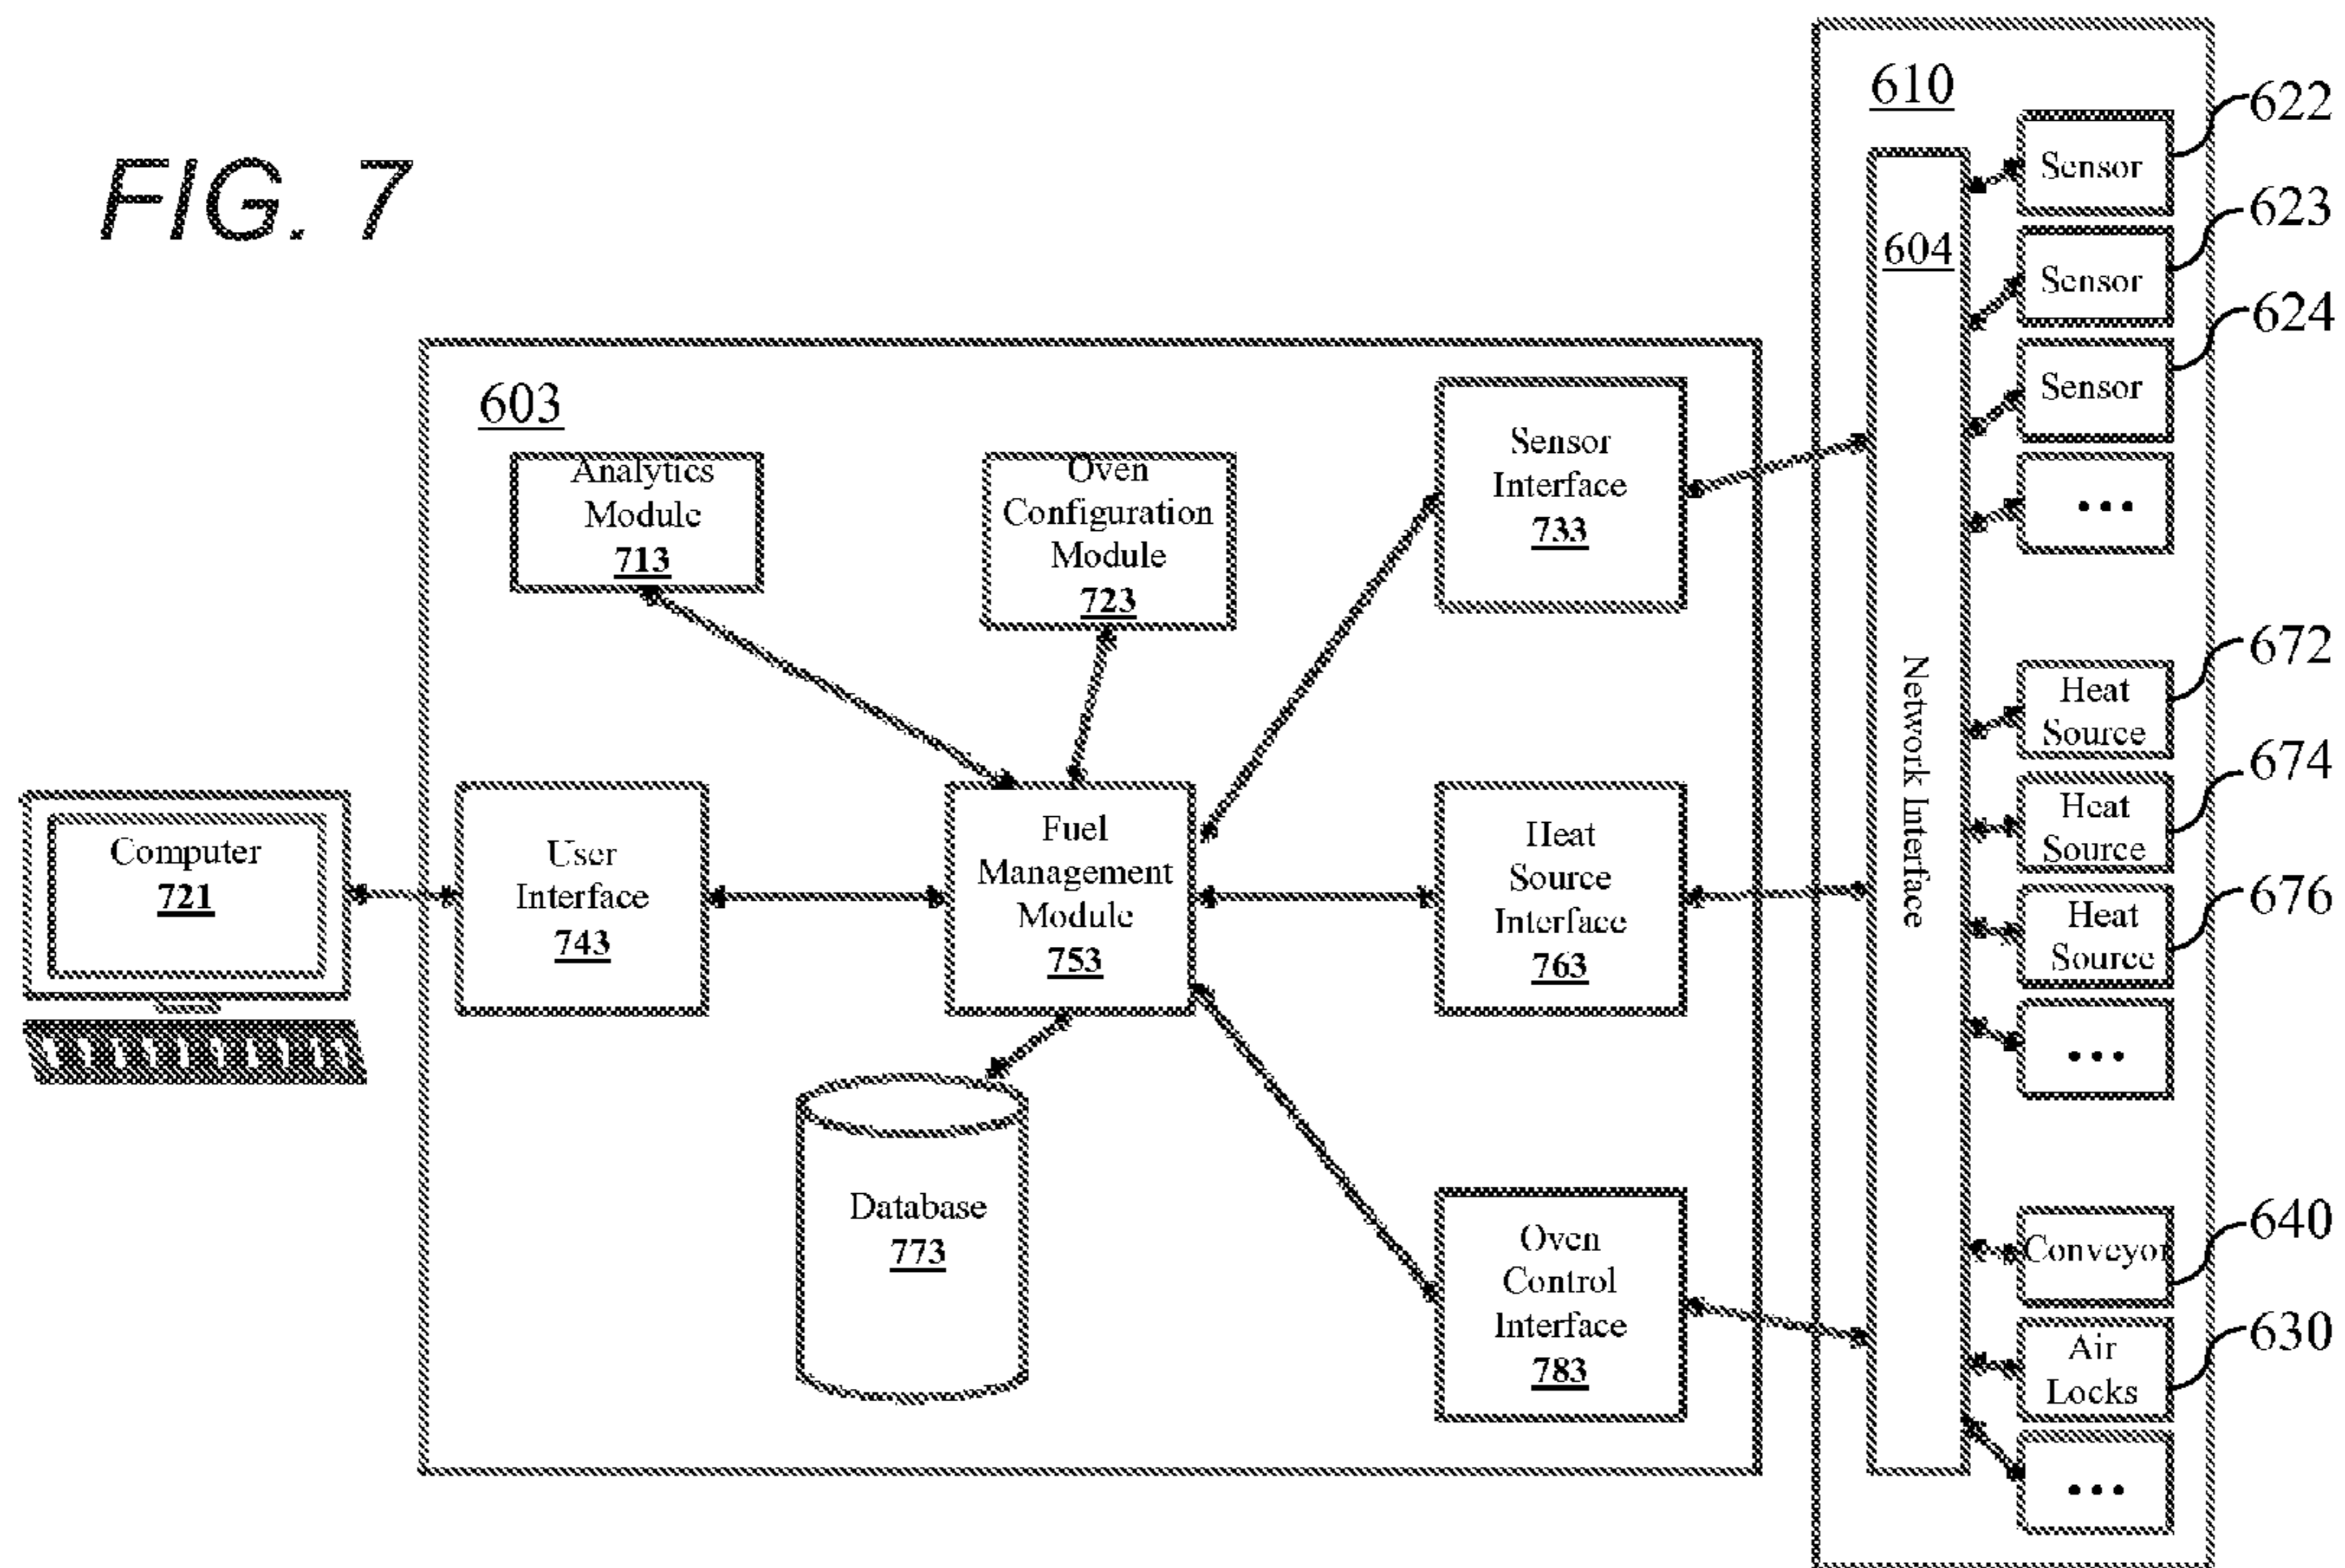 FIG. 7
610
622
Sensor
623
Sensor
604
624
Sensor
...
603
Analytics
Module
713
Oven
Configuration
Module
723
Sensor
Interface
733
Network Interface
672
Heat
Source
674
Heat
Source
676
Heat
Source
...
Computer
721
User
Interface
743
Fuel
Management
Module
753
Heat
Source
Interface
763
Database
773
Oven
Control
Interface
783
640
Conveyor
630
Air
Locks
...